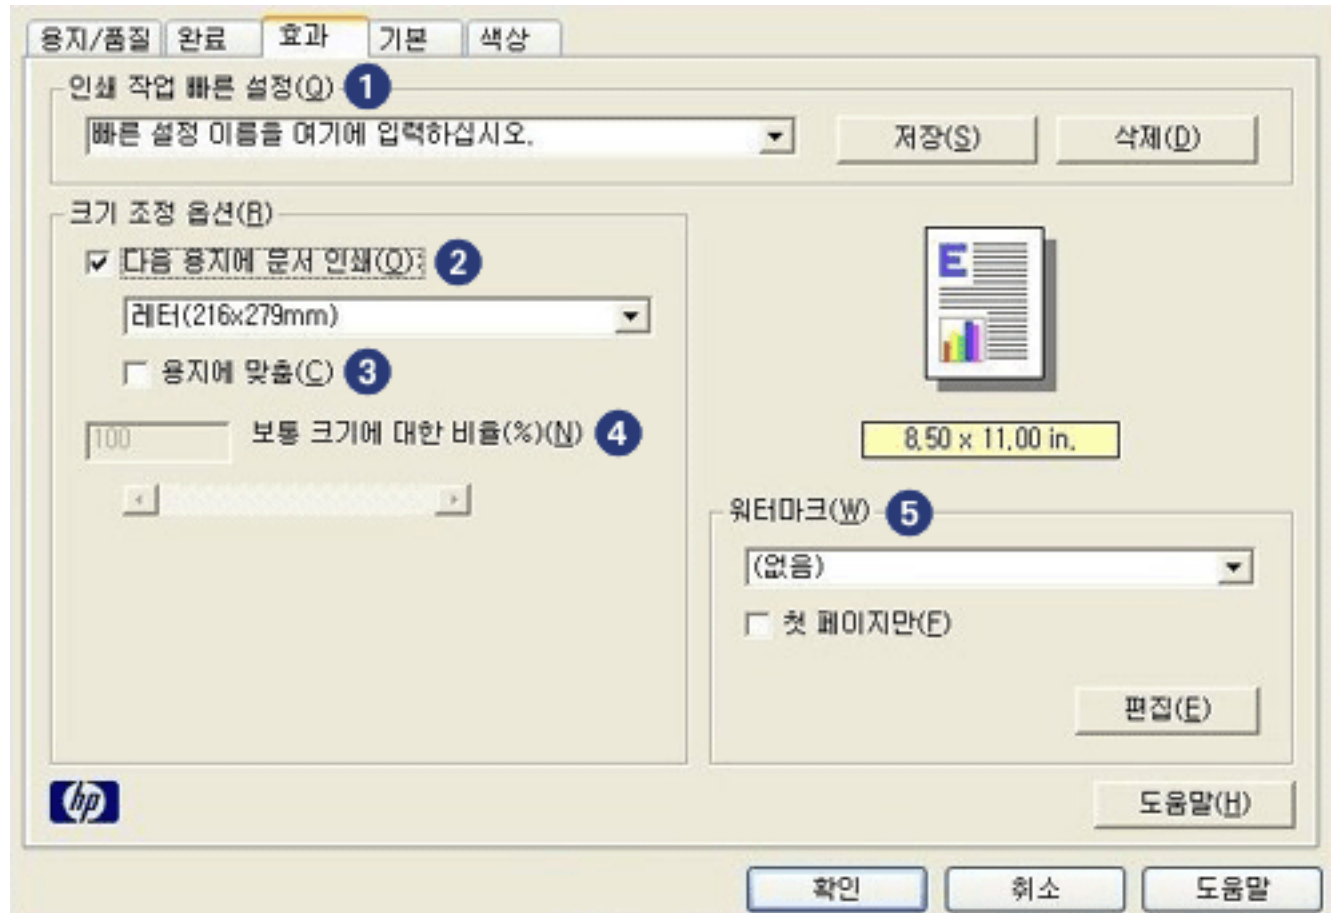 용지/품질 완료 효과 기본 색상
인쇄 작업 빠른 설정(Q) 1
빠른 설정 이름을 여기에 입력하십시오.
저장(S) 삭제(D)
크기 조정 옵션(R)
다음 용지에 문서 인쇄(O): 2
레터(216x279mm)
용지에 맞춤(C) 3
100 보통 크기에 대한 비율(%)(N) 4
E
8.50 x 11.00 in.
워터마크(W) 5
(없음)
첫 페이지만(F)
편집(E)
hp
도움말(H)
확인 취소 도움말